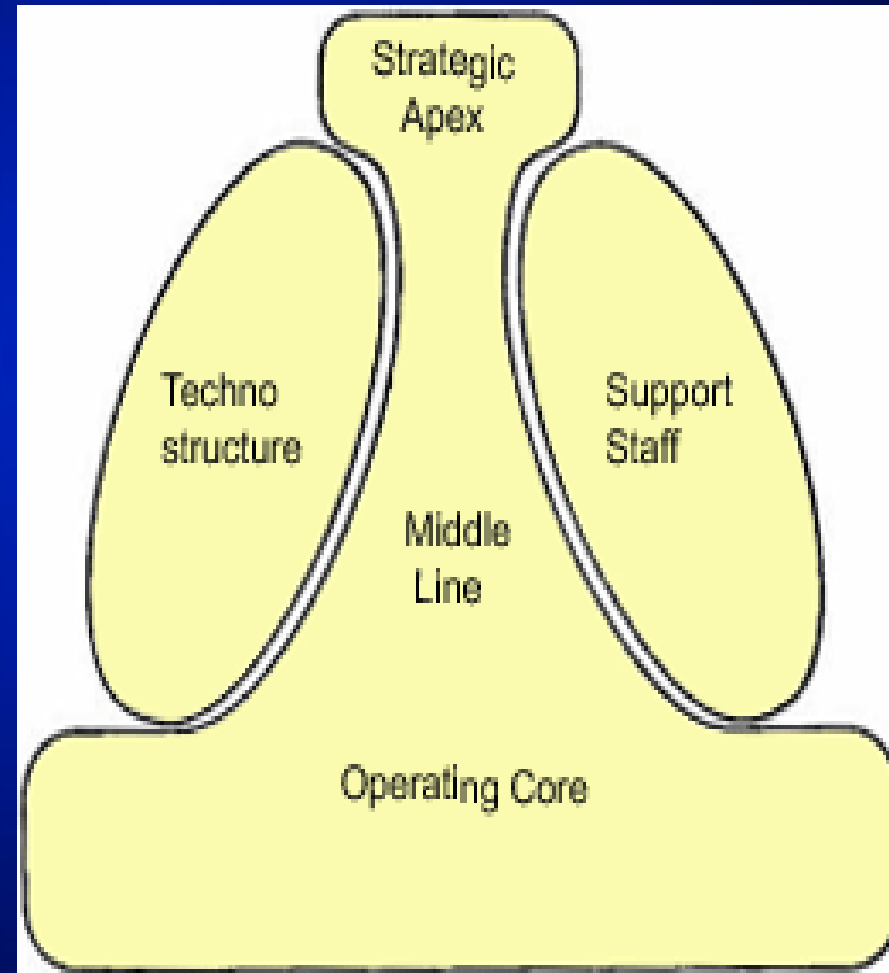 Strategic
Apex
Techno
structure
Support
Staff
Middle
Line
Operating Core